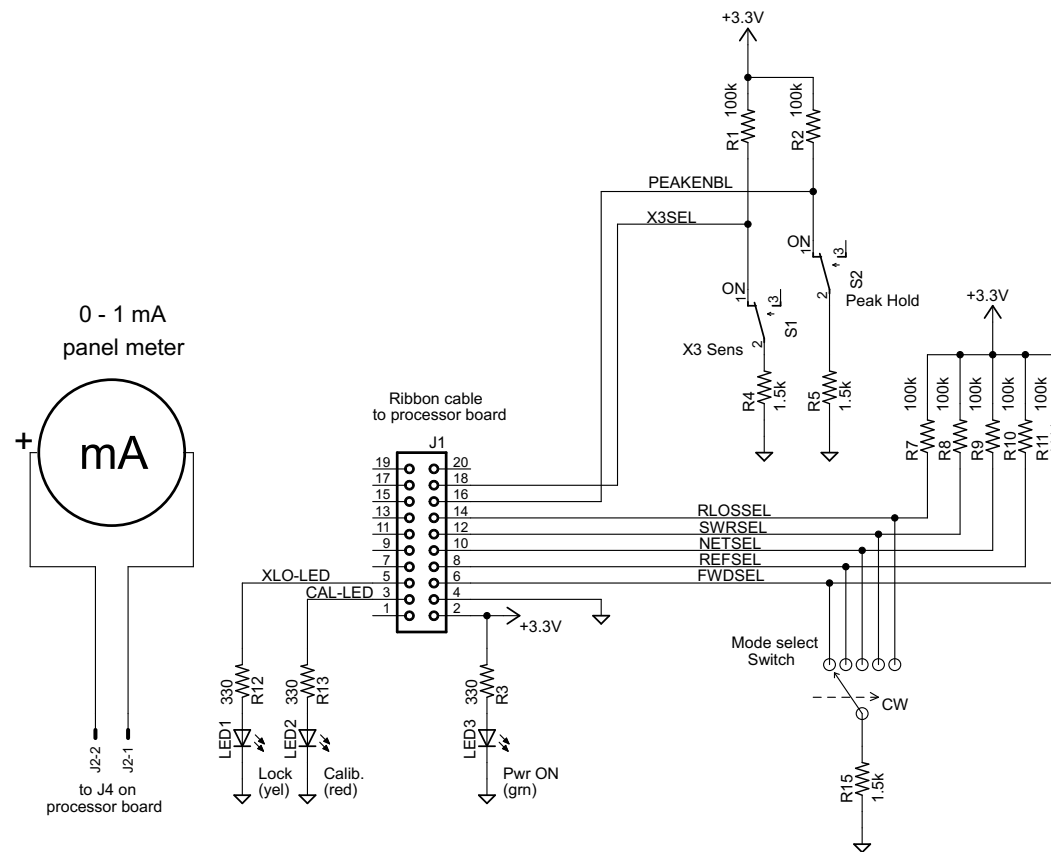 +3.3V
R1 100k
R2 100k
PEAKENBL
X3SEL
ON
1
3
2
S2
Peak Hold
ON
1
3
2
S1
X3 Sens
R4
1.5k
R5
1.5k
+3.3V
R7 100k
R8 100k
R9 100k
R10 100k
R11 100k
0 - 1 mA
panel meter
+
mA
J2-2
J2-1
to J4 on
processor board
Ribbon cable
to processor board
J1
19 20
17 18
15 16
13 14
11 12
9 10
7 8
5 6
3 4
1 2
RLOSSEL
SWRSEL
NETSEL
REFSEL
FWDSEL
XLO-LED
CAL-LED
+3.3V
330
R12
330
R13
330
R3
LED1
LED2
LED3
Lock
(yel)
Calib.
(red)
Pwr ON
(grn)
Mode select
Switch
CW
R15
1.5k